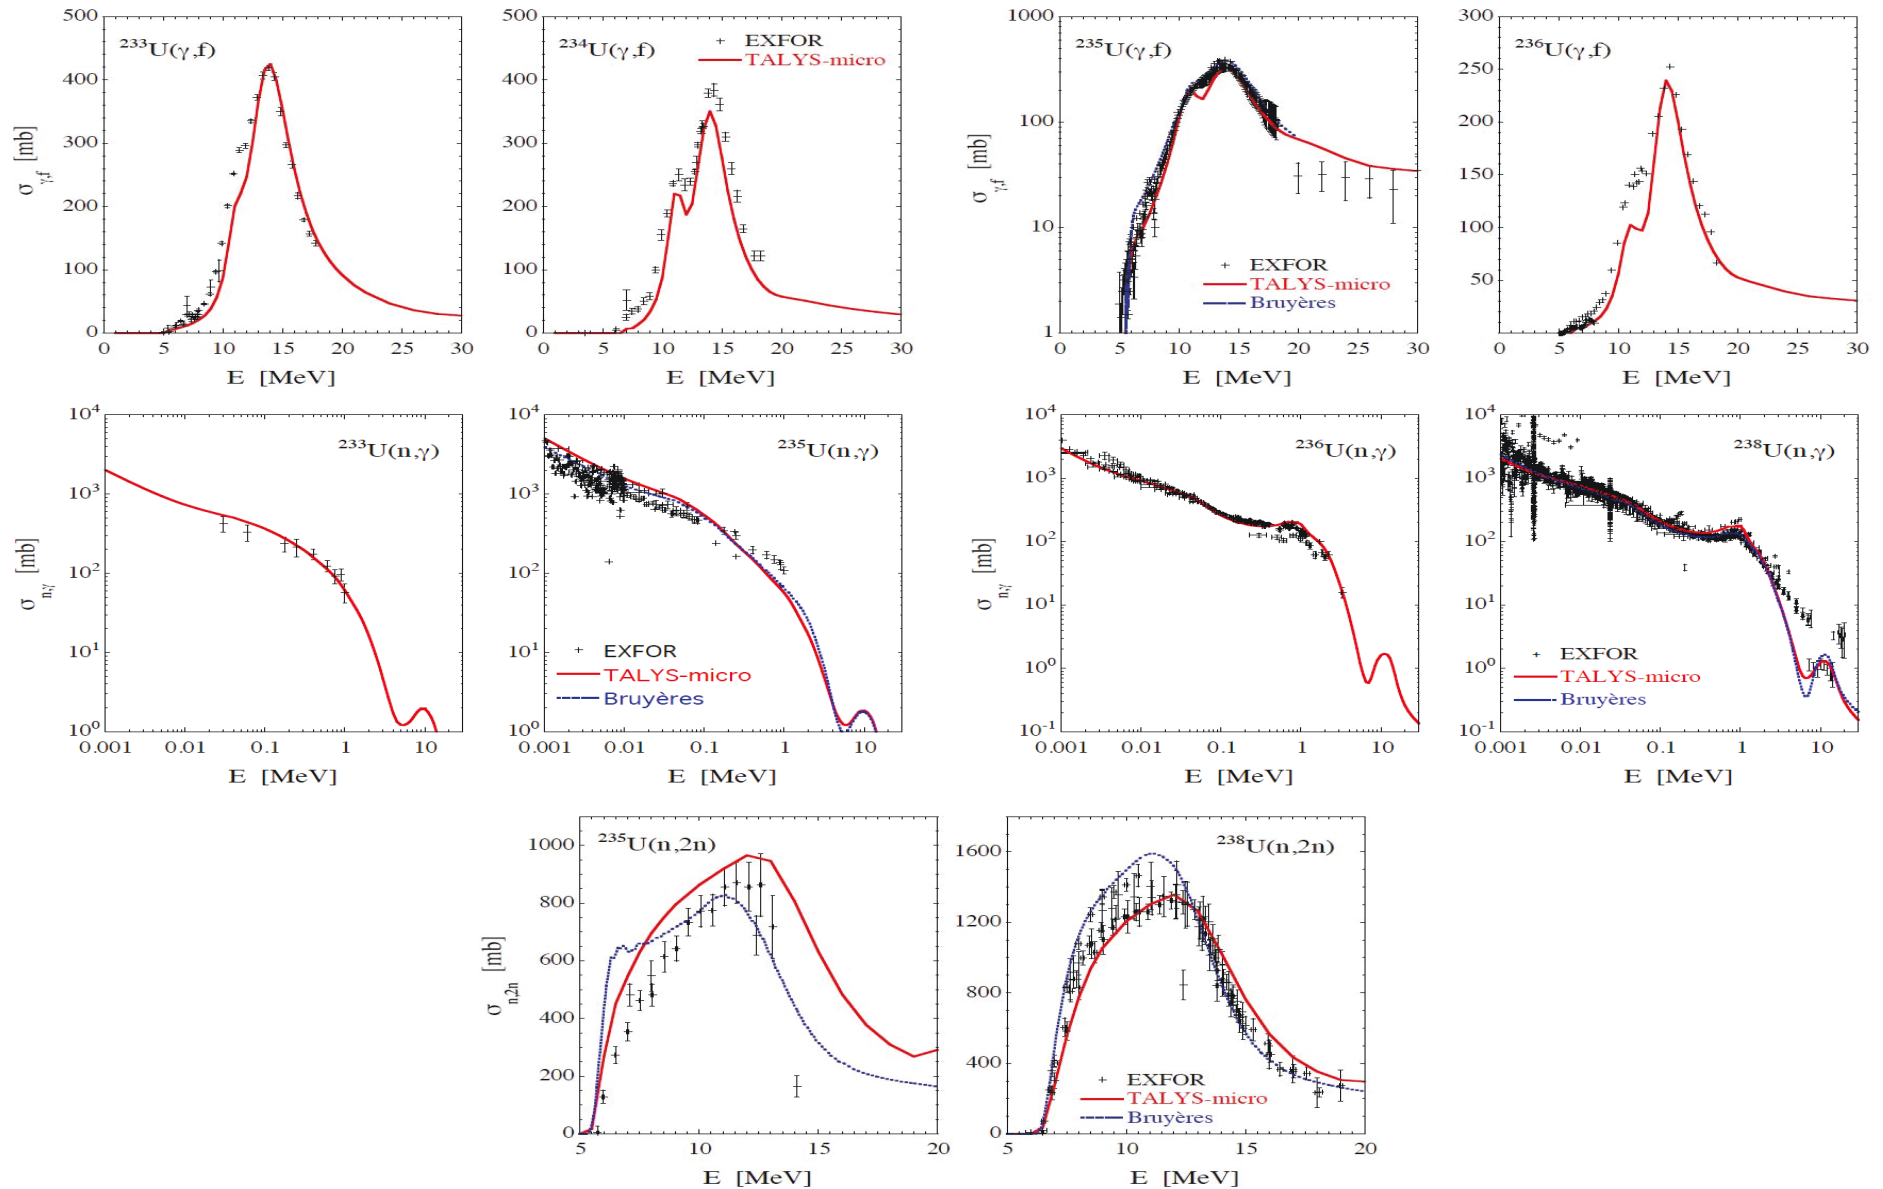 ²³³U(γ,f)
σγ,f [mb]
500
400
300
200
100
0
0 5 10 15 20 25 30
E [MeV]
²³⁴U(γ,f)
EXFOR
TALYS-micro
500
400
300
200
100
0
0 5 10 15 20 25 30
E [MeV]
²³⁵U(γ,f)
σγ,f [mb]
1000
100
10
1
EXFOR
TALYS-micro
Bruyères
0 5 10 15 20 25 30
E [MeV]
²³⁶U(γ,f)
300
250
200
150
100
50
0 5 10 15 20 25 30
E [MeV]
²³³U(n,γ)
σn,γ [mb]
10⁴
10³
10²
10¹
10⁰
0.001 0.01 0.1 1 10
E [MeV]
²³⁵U(n,γ)
10⁴
10³
10²
10¹
10⁰
EXFOR
TALYS-micro
Bruyères
0.001 0.01 0.1 1 10
E [MeV]
²³⁶U(n,γ)
σn,γ [mb]
10⁴
10³
10²
10¹
10⁰
10⁻¹
0.001 0.01 0.1 1 10
E [MeV]
²³⁸U(n,γ)
10⁴
10³
10²
10¹
10⁰
10⁻¹
EXFOR
TALYS-micro
Bruyères
0.001 0.01 0.1 1 10
E [MeV]
²³⁵U(n,2n)
σn,2n [mb]
1000
800
600
400
200
0
5 10 15 20
E [MeV]
²³⁸U(n,2n)
1600
1200
800
400
0
EXFOR
TALYS-micro
Bruyères
5 10 15 20
E [MeV]